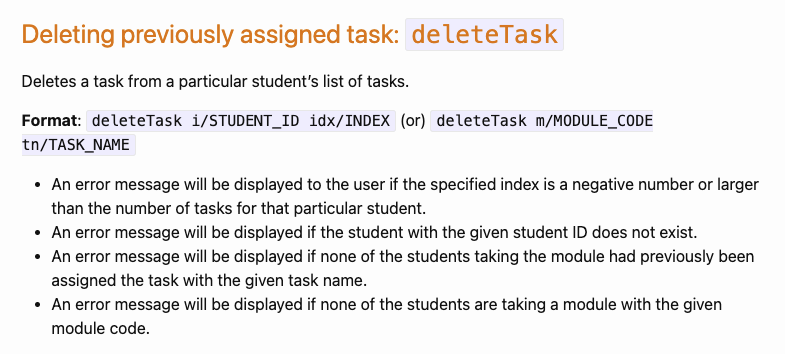 Deleting previously assigned task: deleteTask
Deletes a task from a particular student's list of tasks.
Format: deleteTask i/STUDENT_ID idx/INDEX (or) deleteTask m/MODULE_CODE
tn/TASK_NAME
• An error message will be displayed to the user if the specified index is a negative number or larger
than the number of tasks for that particular student.
• An error message will be displayed if the student with the given student ID does not exist.
• An error message will be displayed if none of the students taking the module had previously been
assigned the task with the given task name.
• An error message will be displayed if none of the students are taking a module with the given
module code.